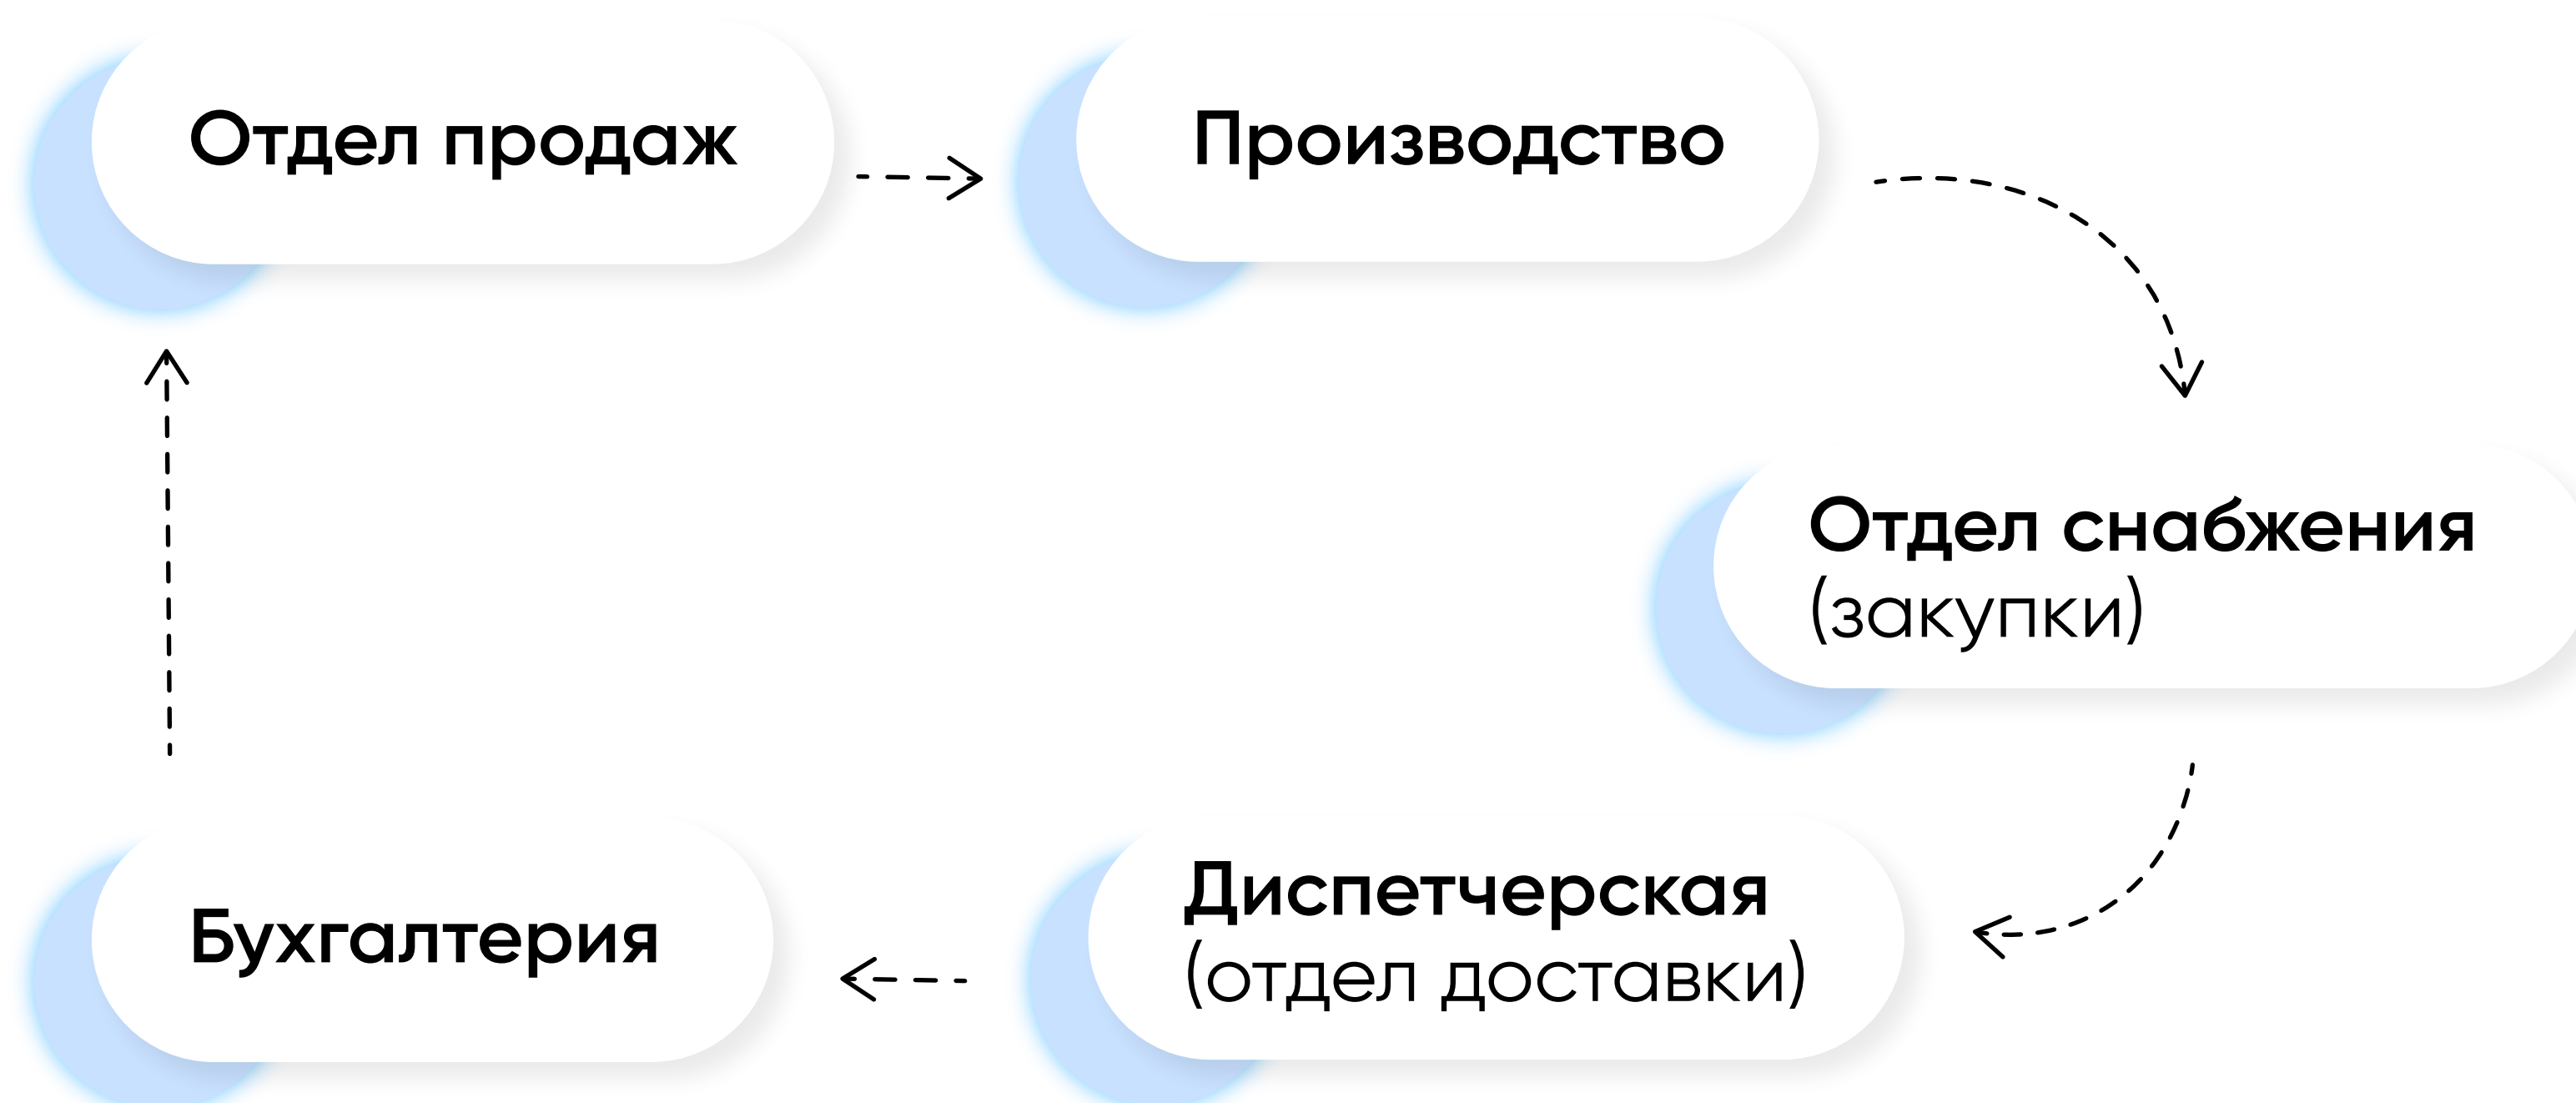 Отдел продаж
Производство
Отдел снабжения
(закупки)
Диспетчерская
(отдел доставки)
Бухгалтерия